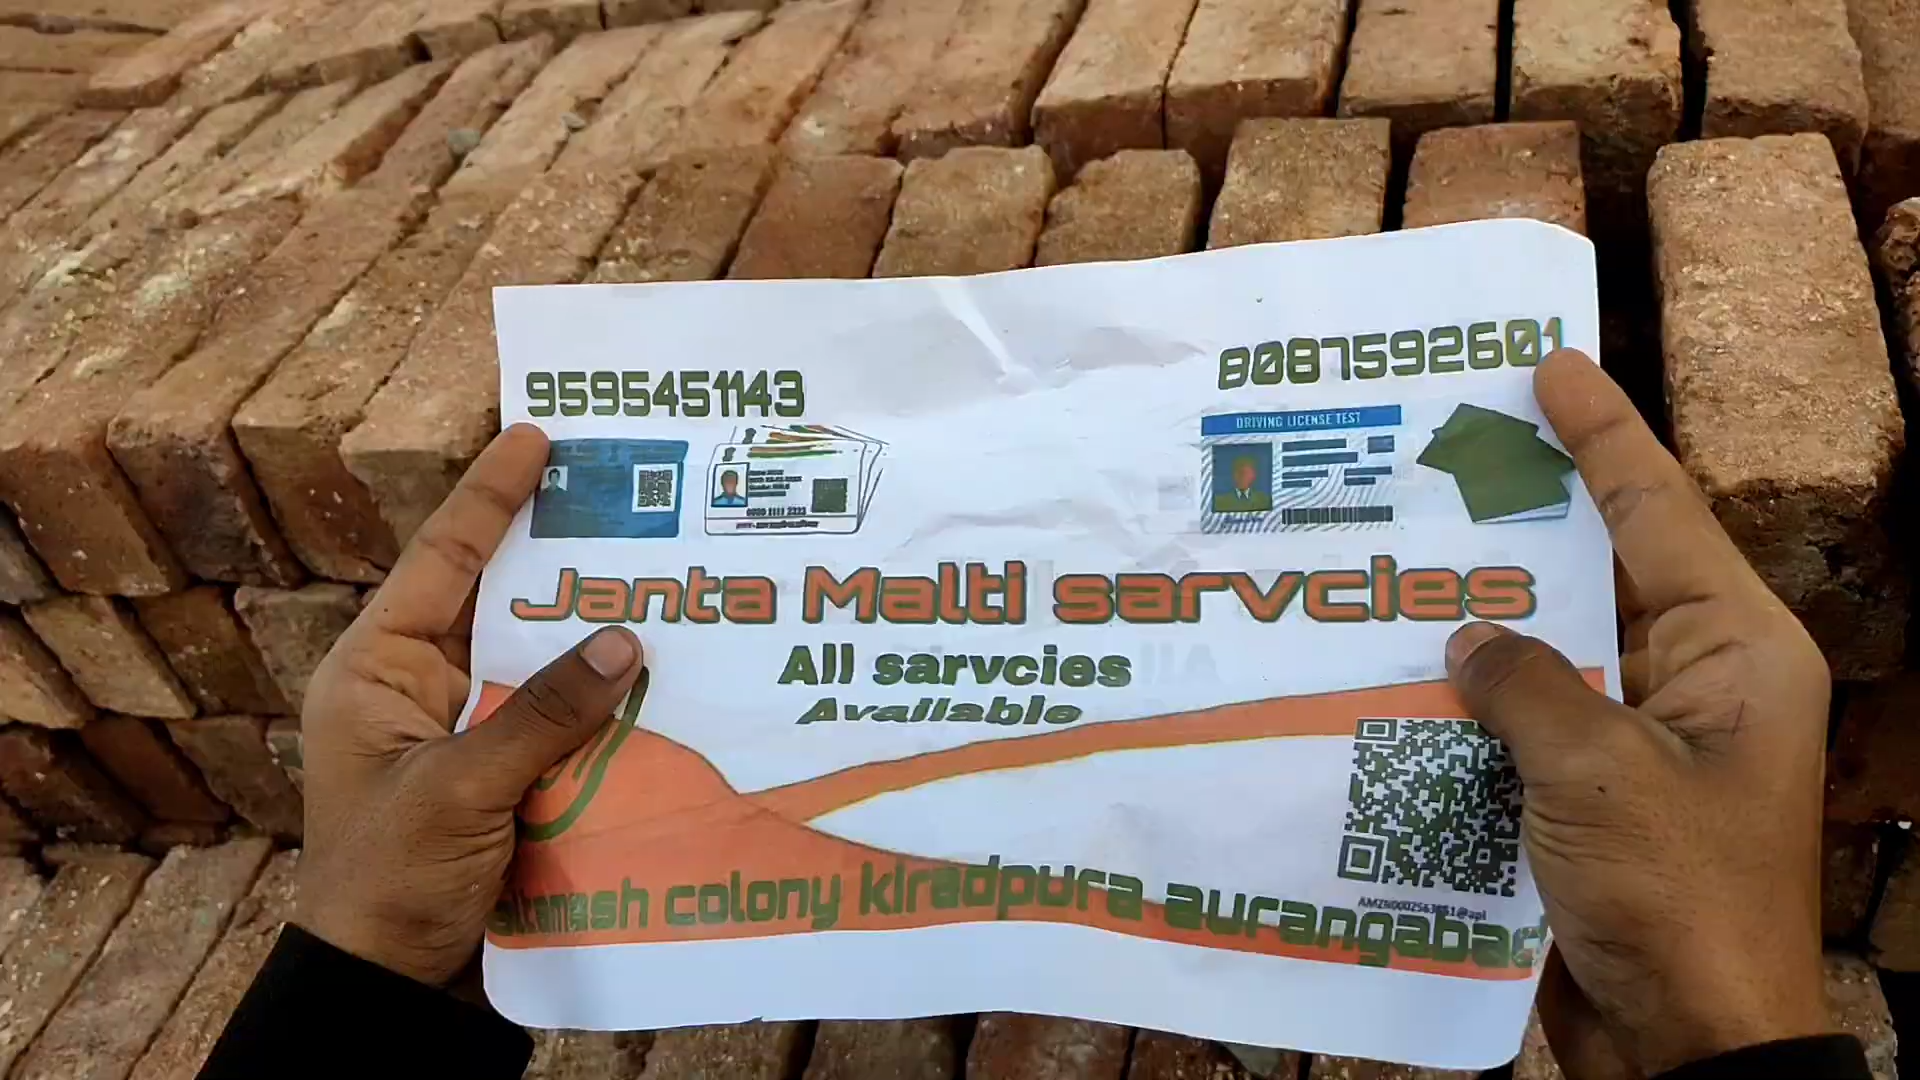 9595451143
8087592601
DRIVING LICENSE TEST
Janta Malti sarvcies
All sarvcies
Available
colony kiradpura aurangabad